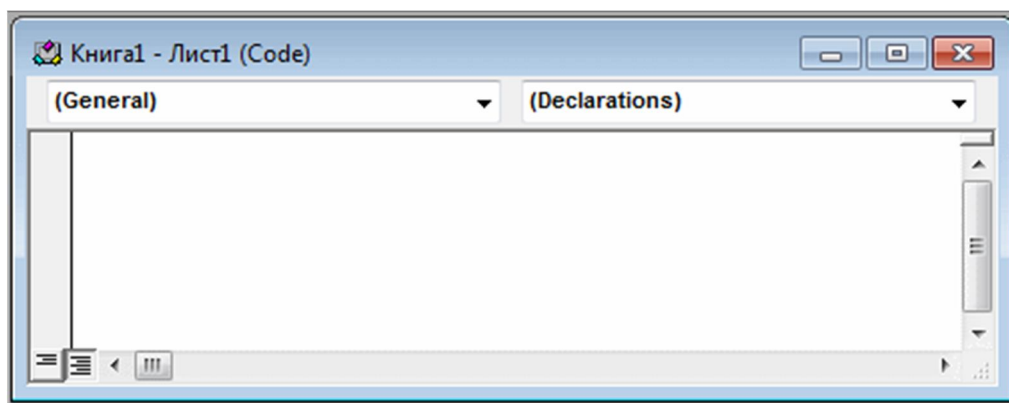 Книга1 - Лист1 (Code)
(General) (Declarations)